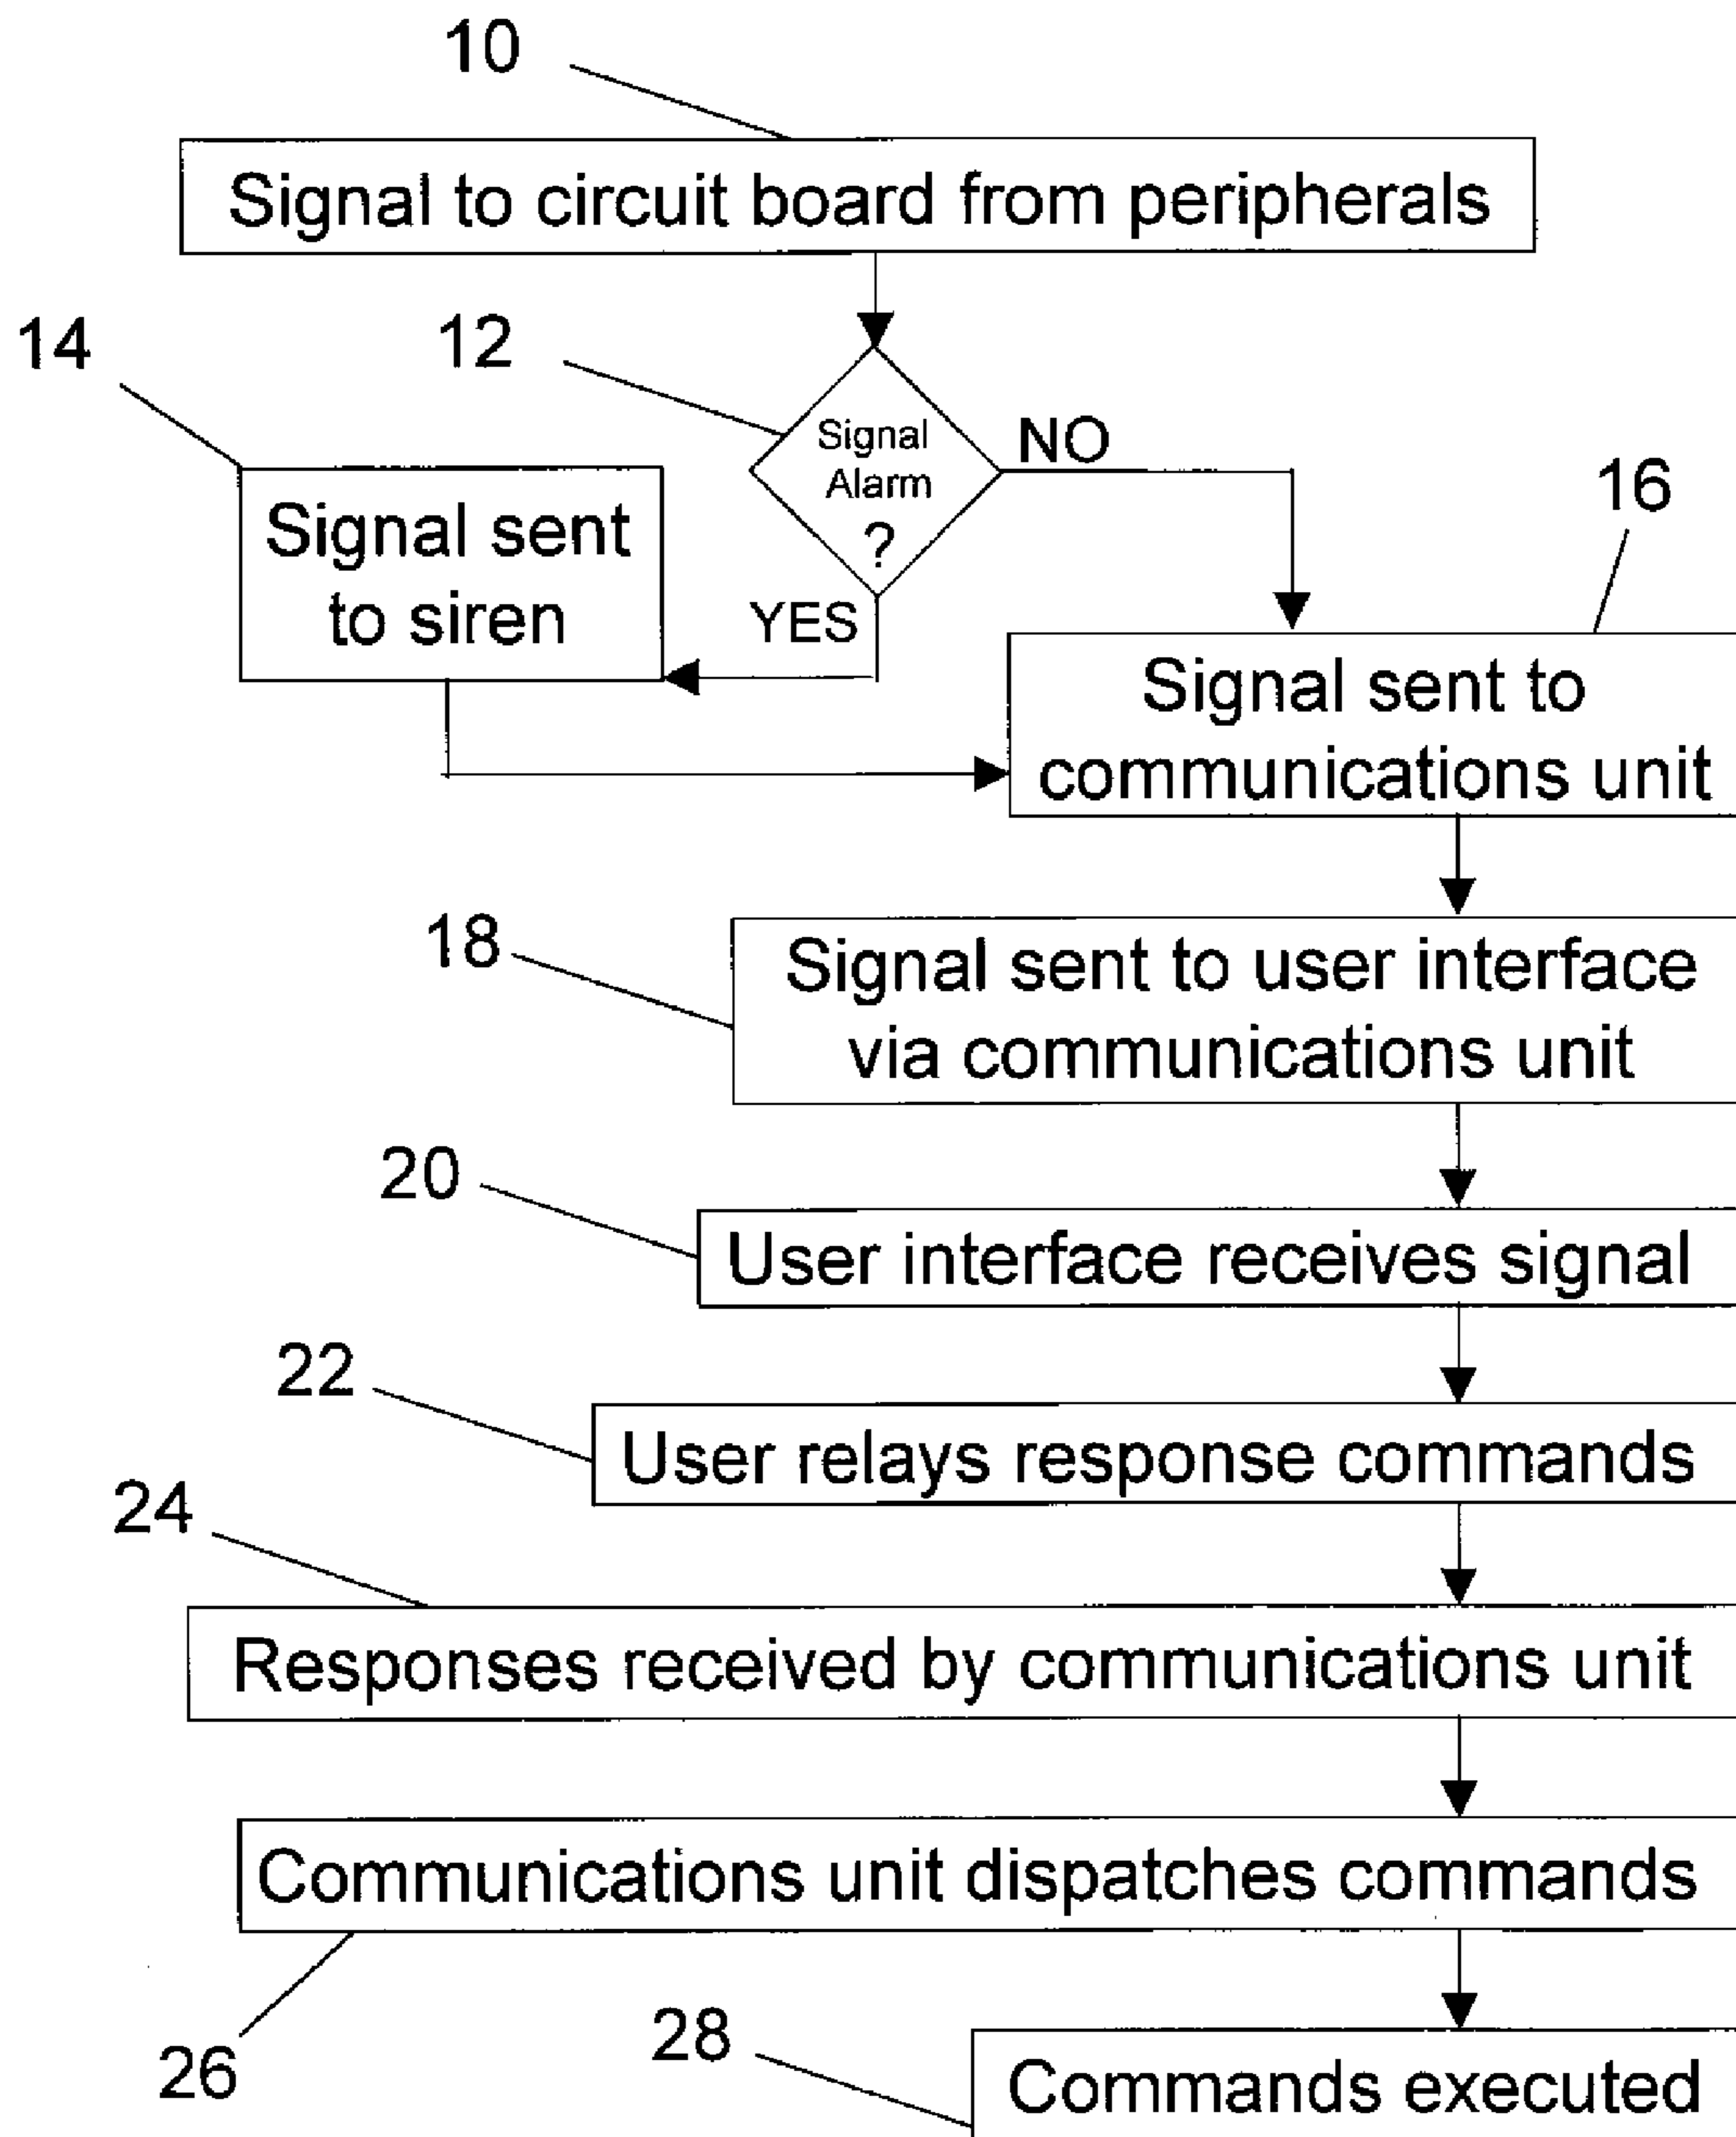 10
Signal to circuit board from peripherals
14
12
Signal
Alarm
?
NO
YES
16
Signal sent
to siren
Signal sent to
communications unit
18
Signal sent to user interface
via communications unit
20
User interface receives signal
22
User relays response commands
24
Responses received by communications unit
Communications unit dispatches commands
26
28
Commands executed